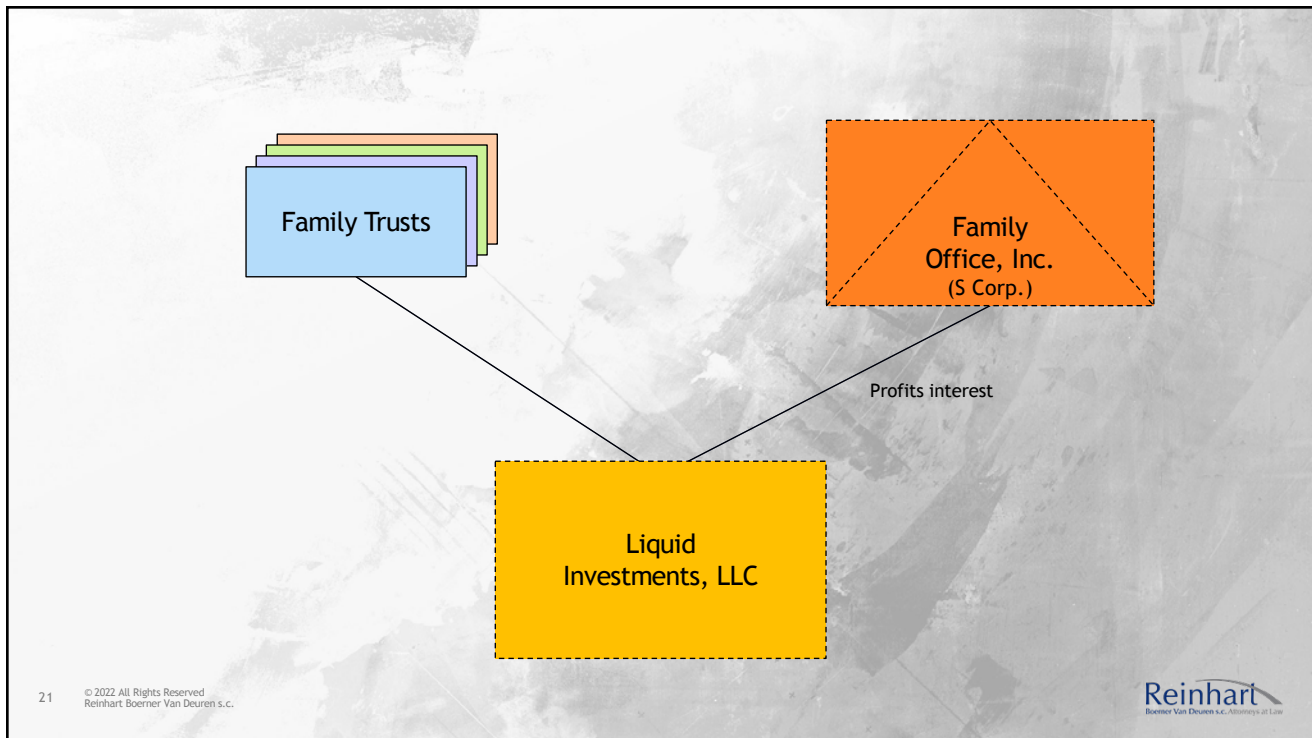 Family Trusts
Family
Office, Inc.
(S Corp.)
Profits interest
Liquid
Investments, LLC
21
© 2022 All Rights Reserved
Reinhart Boerner Van Deuren s.c.
Reinhart
Boerner Van Deuren s.c. Attorneys at Law